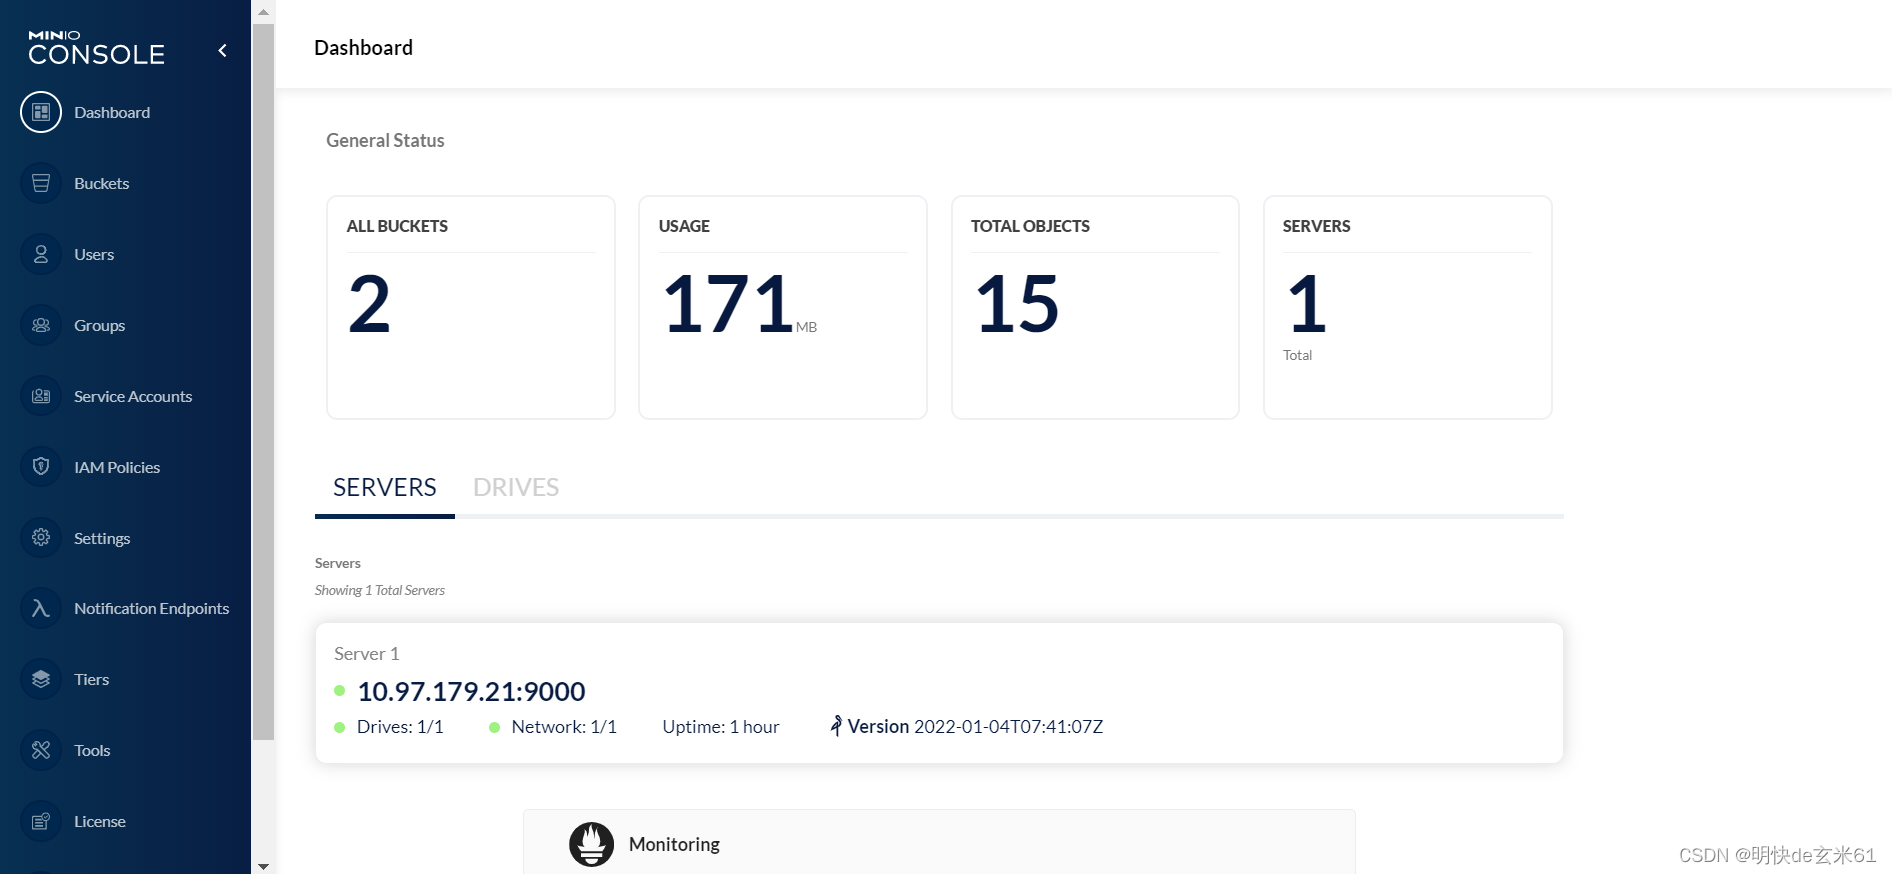 MINIO
CONSOLE
Dashboard
Buckets
Users
Groups
Service Accounts
IAM Policies
Settings
Notification Endpoints
Tiers
Tools
License
Dashboard
General Status
ALL BUCKETS
2
USAGE
171 MB
TOTAL OBJECTS
15
SERVERS
1
Total
SERVERS DRIVES
Servers
Showing 1 Total Servers
Server 1
10.97.179.21:9000
Drives: 1/1 Network: 1/1 Uptime: 1 hour Version 2022-01-04T07:41:07Z
Monitoring
CSDN @明快de玄米61